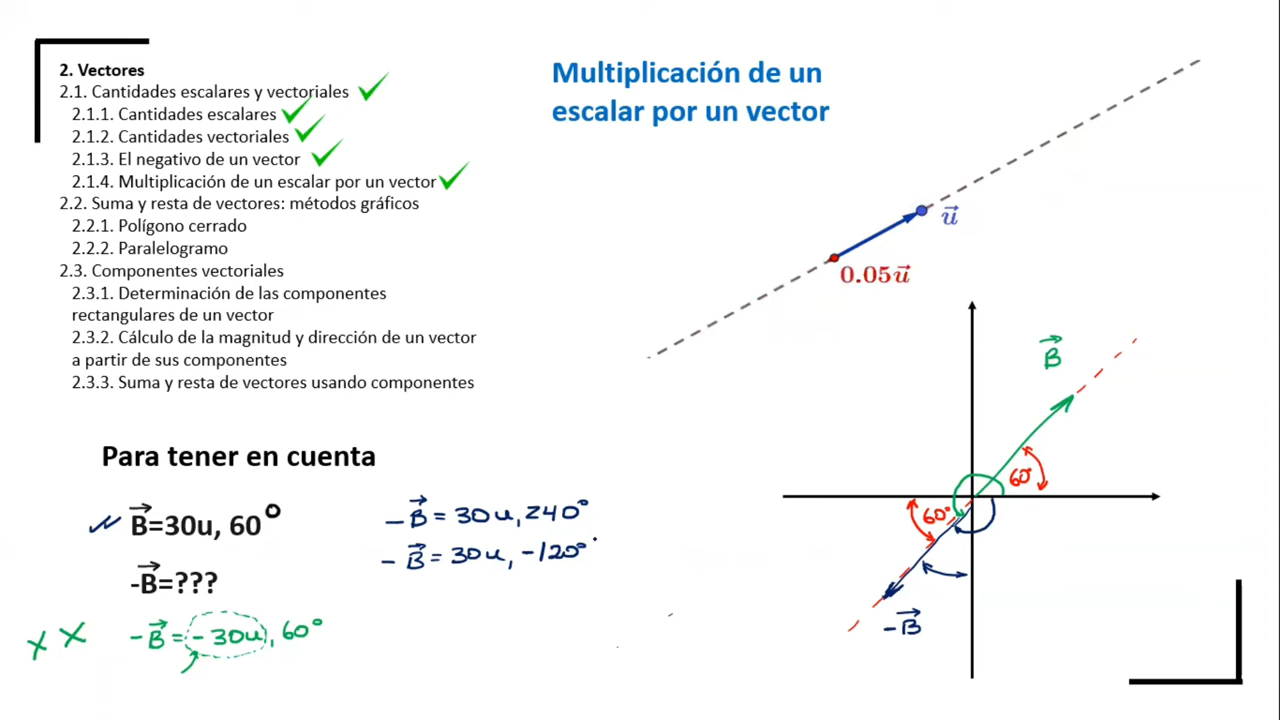 2. Vectores
2.1. Cantidades escalares y vectoriales
2.1.1. Cantidades escalares
2.1.2. Cantidades vectoriales
2.1.3. El negativo de un vector
2.1.4. Multiplicación de un escalar por un vector
2.2. Suma y resta de vectores: métodos gráficos
2.2.1. Polígono cerrado
2.2.2. Paralelogramo
2.3. Componentes vectoriales
2.3.1. Determinación de las componentes
rectangulares de un vector
2.3.2. Cálculo de la magnitud y dirección de un vector
a partir de sus componentes
2.3.3. Suma y resta de vectores usando componentes
Multiplicación de un
escalar por un vector
u⃗
0.05u⃗
B⃗
60°
60°
-B⃗
Para tener en cuenta
B⃗=30u, 60°
-B⃗=???
-B⃗ = -30u, 60°
X X
-B⃗ = 30u, 240°
-B⃗ = 30u, -120°